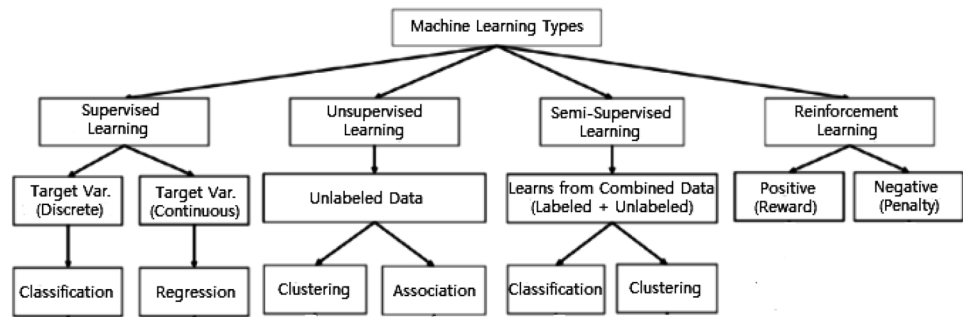 Machine Learning Types
Supervised
Learning
Unsupervised
Learning
Semi-Supervised
Learning
Reinforcement
Learning
Target Var.
(Discrete)
Target Var.
(Continuous)
Unlabeled Data
Learns from Combined Data
(Labeled + Unlabeled)
Positive
(Reward)
Negative
(Penalty)
Classification
Regression
Clustering
Association
Classification
Clustering